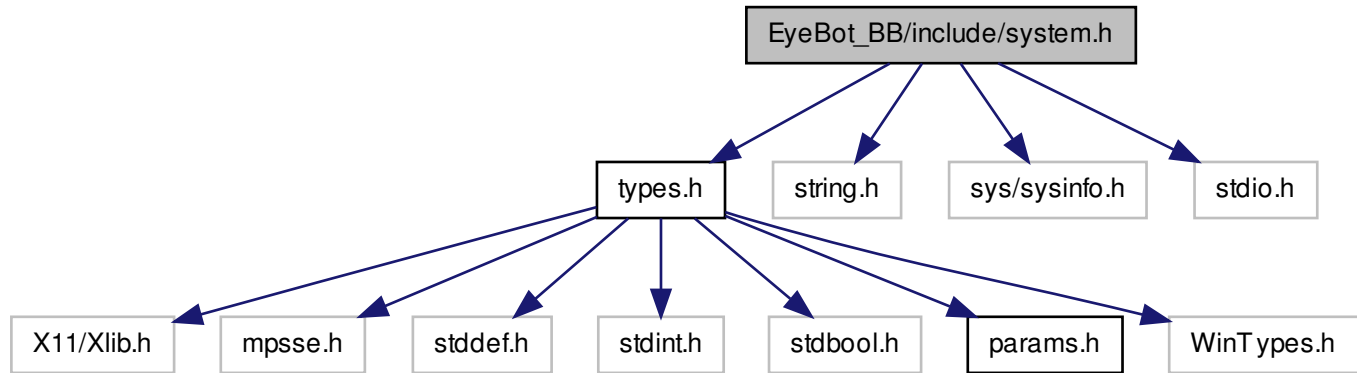 EyeBot_BB/include/system.h
types.h
string.h
sys/sysinfo.h
stdio.h
X11/Xlib.h
mpsse.h
stddef.h
stdint.h
stdbool.h
params.h
WinTypes.h